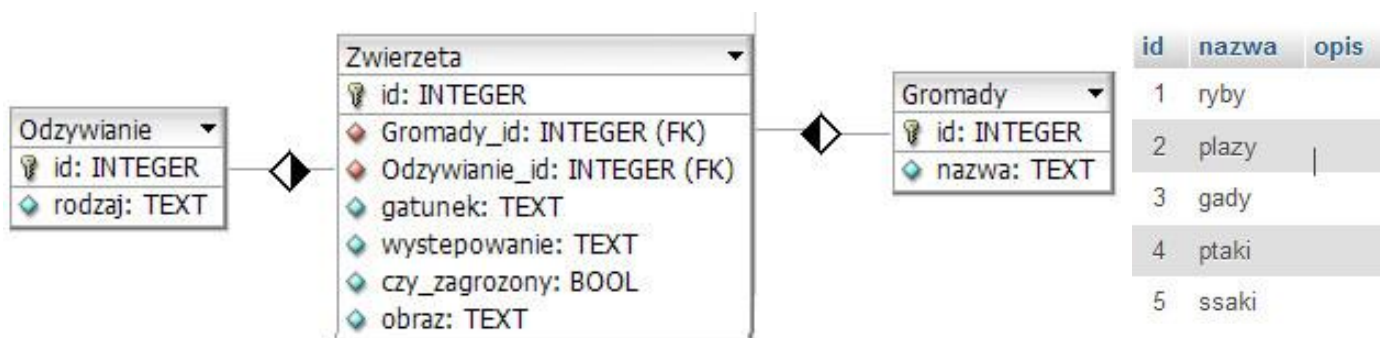 Odzywianie
id: INTEGER
rodzaj: TEXT
Zwierzeta
id: INTEGER
Gromady_id: INTEGER (FK)
Odzywianie_id: INTEGER (FK)
gatunek: TEXT
wystepowanie: TEXT
czy_zagrozony: BOOL
obraz: TEXT
Gromady
id: INTEGER
nazwa: TEXT
id nazwa opis
1 ryby
2 plazy
3 gady
4 ptaki
5 ssaki